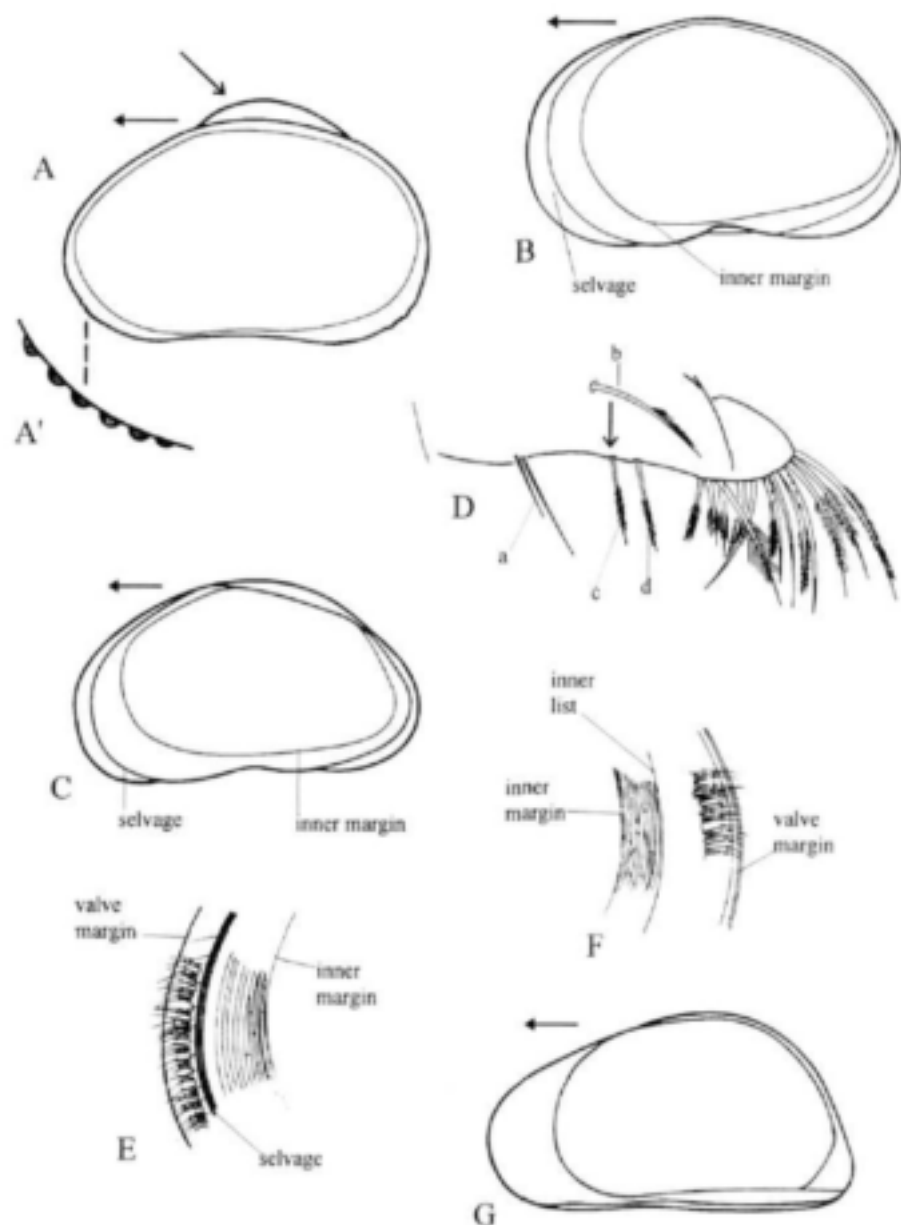 A
B
selvage
inner margin
A'
b
D
a
c
d
C
selvage
inner margin
inner
list
inner
margin
valve
margin
F
valve
margin
inner
margin
E
selvage
G